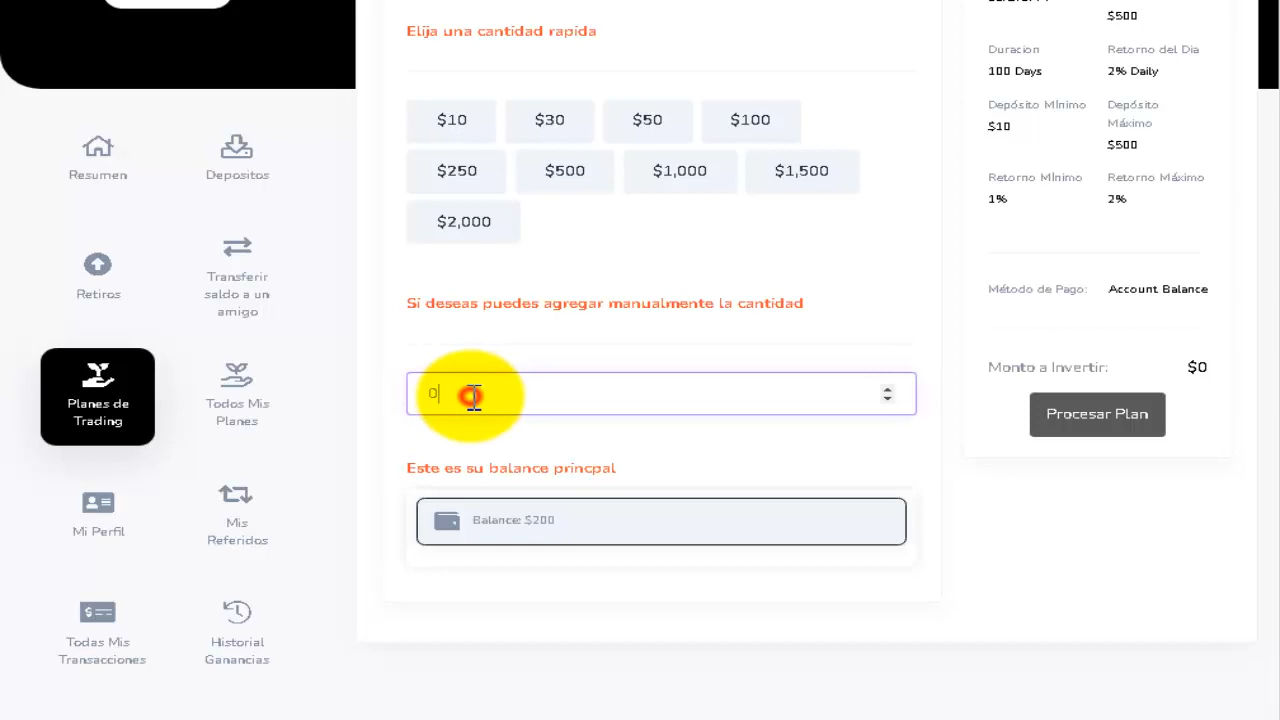 Elija una cantidad rapida
$10
$30
$50
$100
$250
$500
$1,000
$1,500
$2,000
Si deseas puedes agregar manualmente la cantidad
0
Este es su balance princpal
Balance: $200
Resumen
Depositos
Retiros
Transferir
saldo a un
amigo
Planes de
Trading
Todos Mis
Planes
Mi Perfil
Mis
Referidos
Todas Mis
Transacciones
Historial
Ganancias
$500
Duracion
100 Days
Retorno del Dia
2% Daily
Depósito Mínimo
$10
Depósito
Máximo
$500
Retorno Mínimo
1%
Retorno Máximo
2%
Método de Pago:
Account Balance
Monto a Invertir:
$0
Procesar Plan